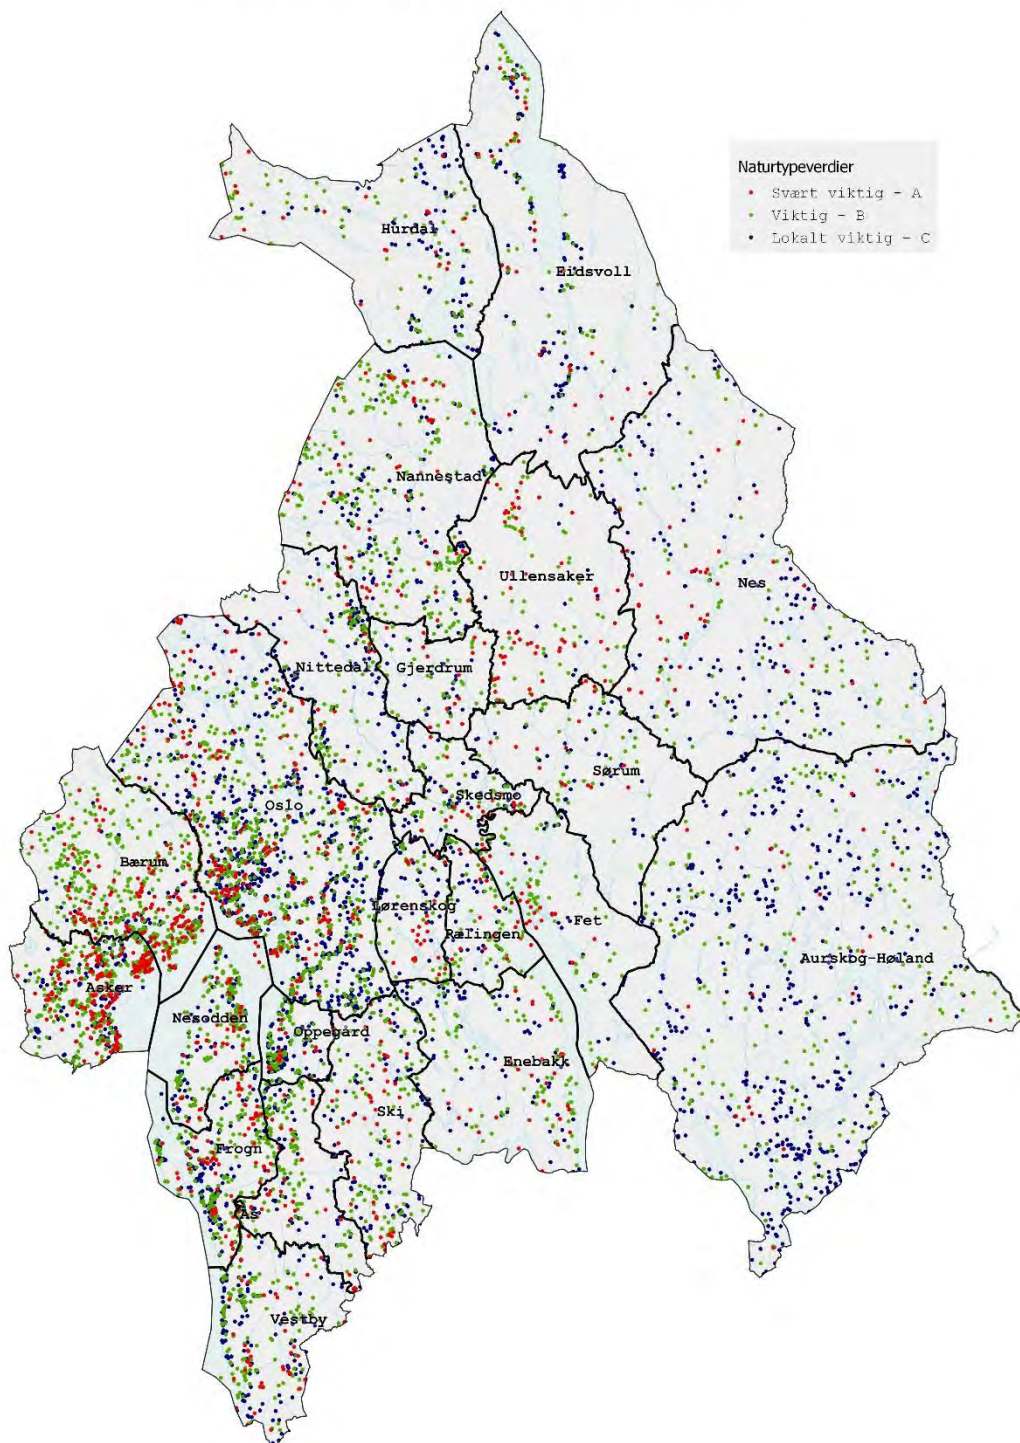 Naturtypeverdier
Svært viktig - A
Viktig - B
Lokalt viktig - C
Hurdal
Eidsvoll
Nannestad
Ullensaker
Nes
Nittedal
Gjerdrum
Sørum
Skedsmo
Oslo
Bærum
Lørenskog
Fet
Rælingen
Aurskog-Høland
Asker
Nesodden
Oppegård
Enebakk
Ski
Frogn
Ås
Vestby